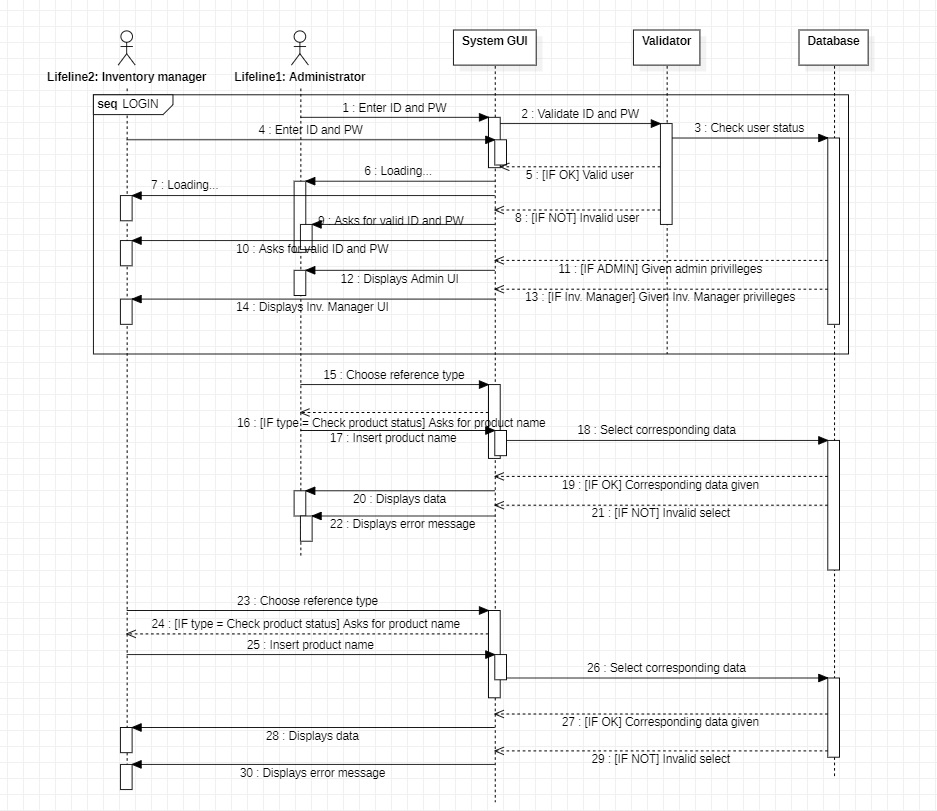 System GUI
Validator
Database
Lifeline2: Inventory manager
Lifeline1: Administrator
seq LOGIN
1 : Enter ID and PW
2 : Validate ID and PW
3 : Check user status
4 : Enter ID and PW
5 : [IF OK] Valid user
6 : Loading...
7 : Loading...
8 : [IF NOT] Invalid user
9 : Asks for valid ID and PW
10 : Asks for valid ID and PW
11 : [IF ADMIN] Given admin privilleges
12 : Displays Admin UI
13 : [IF Inv. Manager] Given Inv. Manager privilleges
14 : Displays Inv. Manager UI
15 : Choose reference type
16 : [IF type = Check product status] Asks for product name
17 : Insert product name
18 : Select corresponding data
19 : [IF OK] Corresponding data given
20 : Displays data
21 : [IF NOT] Invalid select
22 : Displays error message
23 : Choose reference type
24 : [IF type = Check product status] Asks for product name
25 : Insert product name
26 : Select corresponding data
27 : [IF OK] Corresponding data given
28 : Displays data
29 : [IF NOT] Invalid select
30 : Displays error message